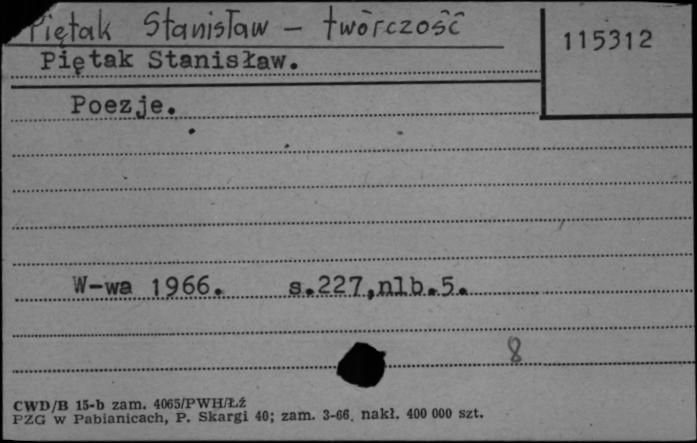 Piętak Stanisław — twórczość
115312
Piętak Stanisław.
Poezje.
W-wa 1966. s.227,nlb.5.
8
CWD/B 15-b zam. 4065/PWH/Łż
PZG w Pabianicach, P. Skargi 40; zam. 3-66. nakł. 400 000 szt.